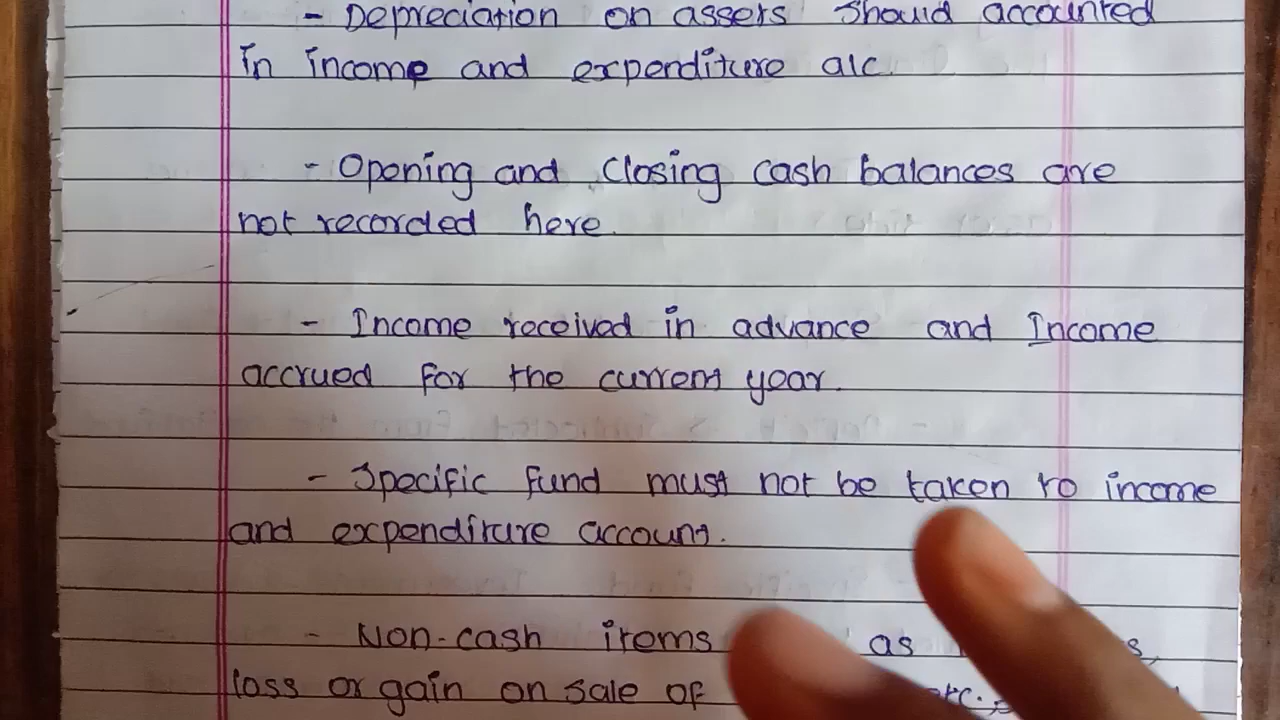 - Depreciation on assets should accounted
in income and expenditure a/c.
- Opening and closing cash balances are
not recorded here.
- Income received in advance and Income
accrued for the current year.
- Specific fund must not be taken to income
and expenditure account.
- Non-cash items as
loss or gain on sale of etc.,